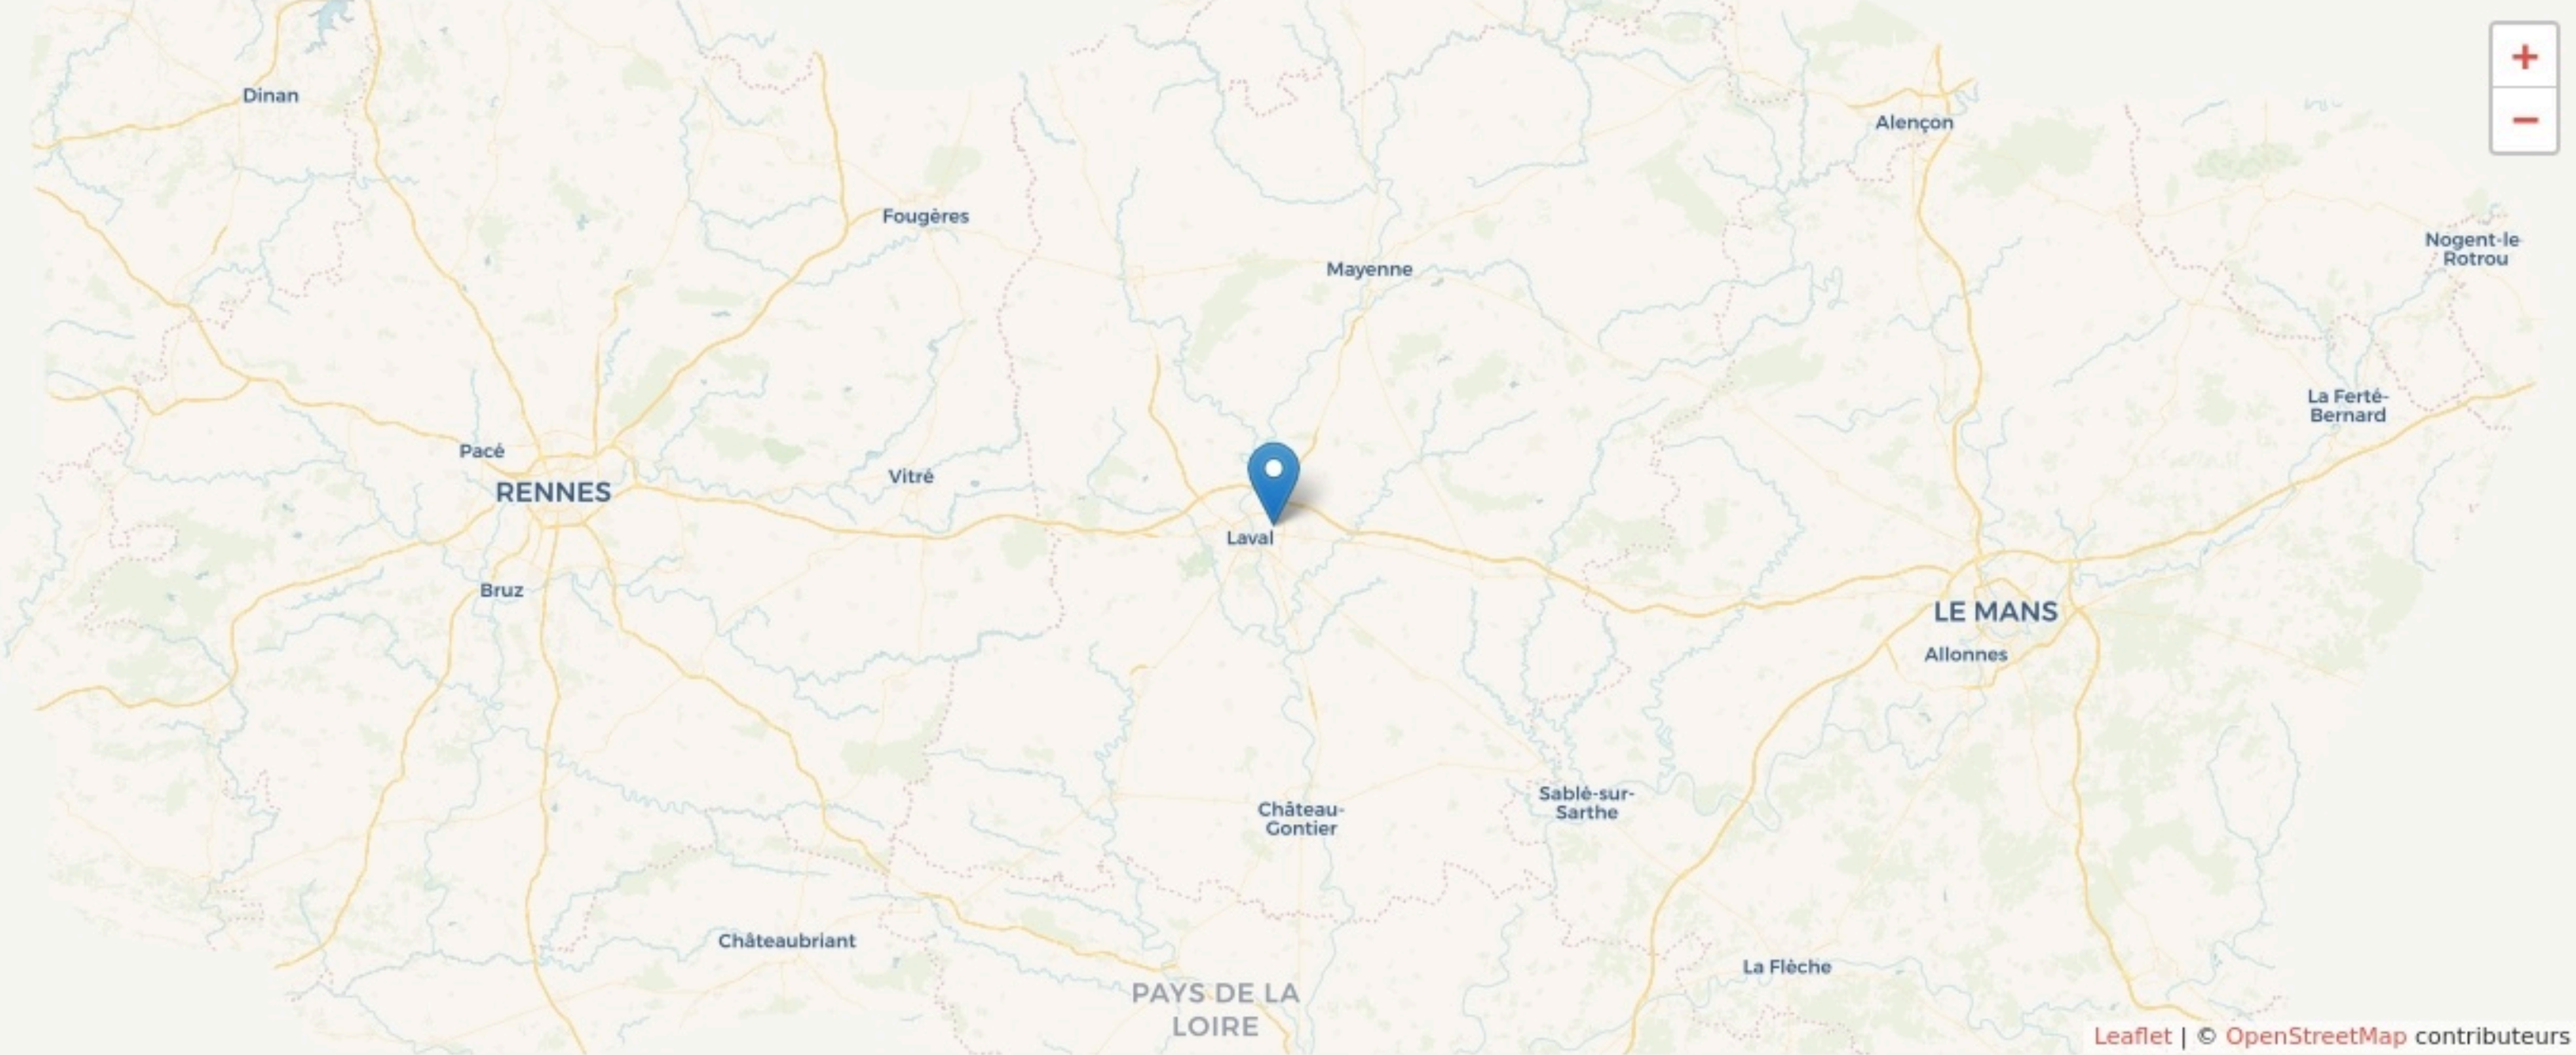 +
−
Dinan
Alençon
Fougères
Nogent-le-
Rotrou
Mayenne
La Ferté-
Bernard
Pacé
Vitré
RENNES
Laval
Bruz
LE MANS
Allonnes
Sablé-sur-
Sarthe
Château-
Gontier
Châteaubriant
La Flèche
PAYS DE LA
LOIRE
Leaflet | © OpenStreetMap contributeurs